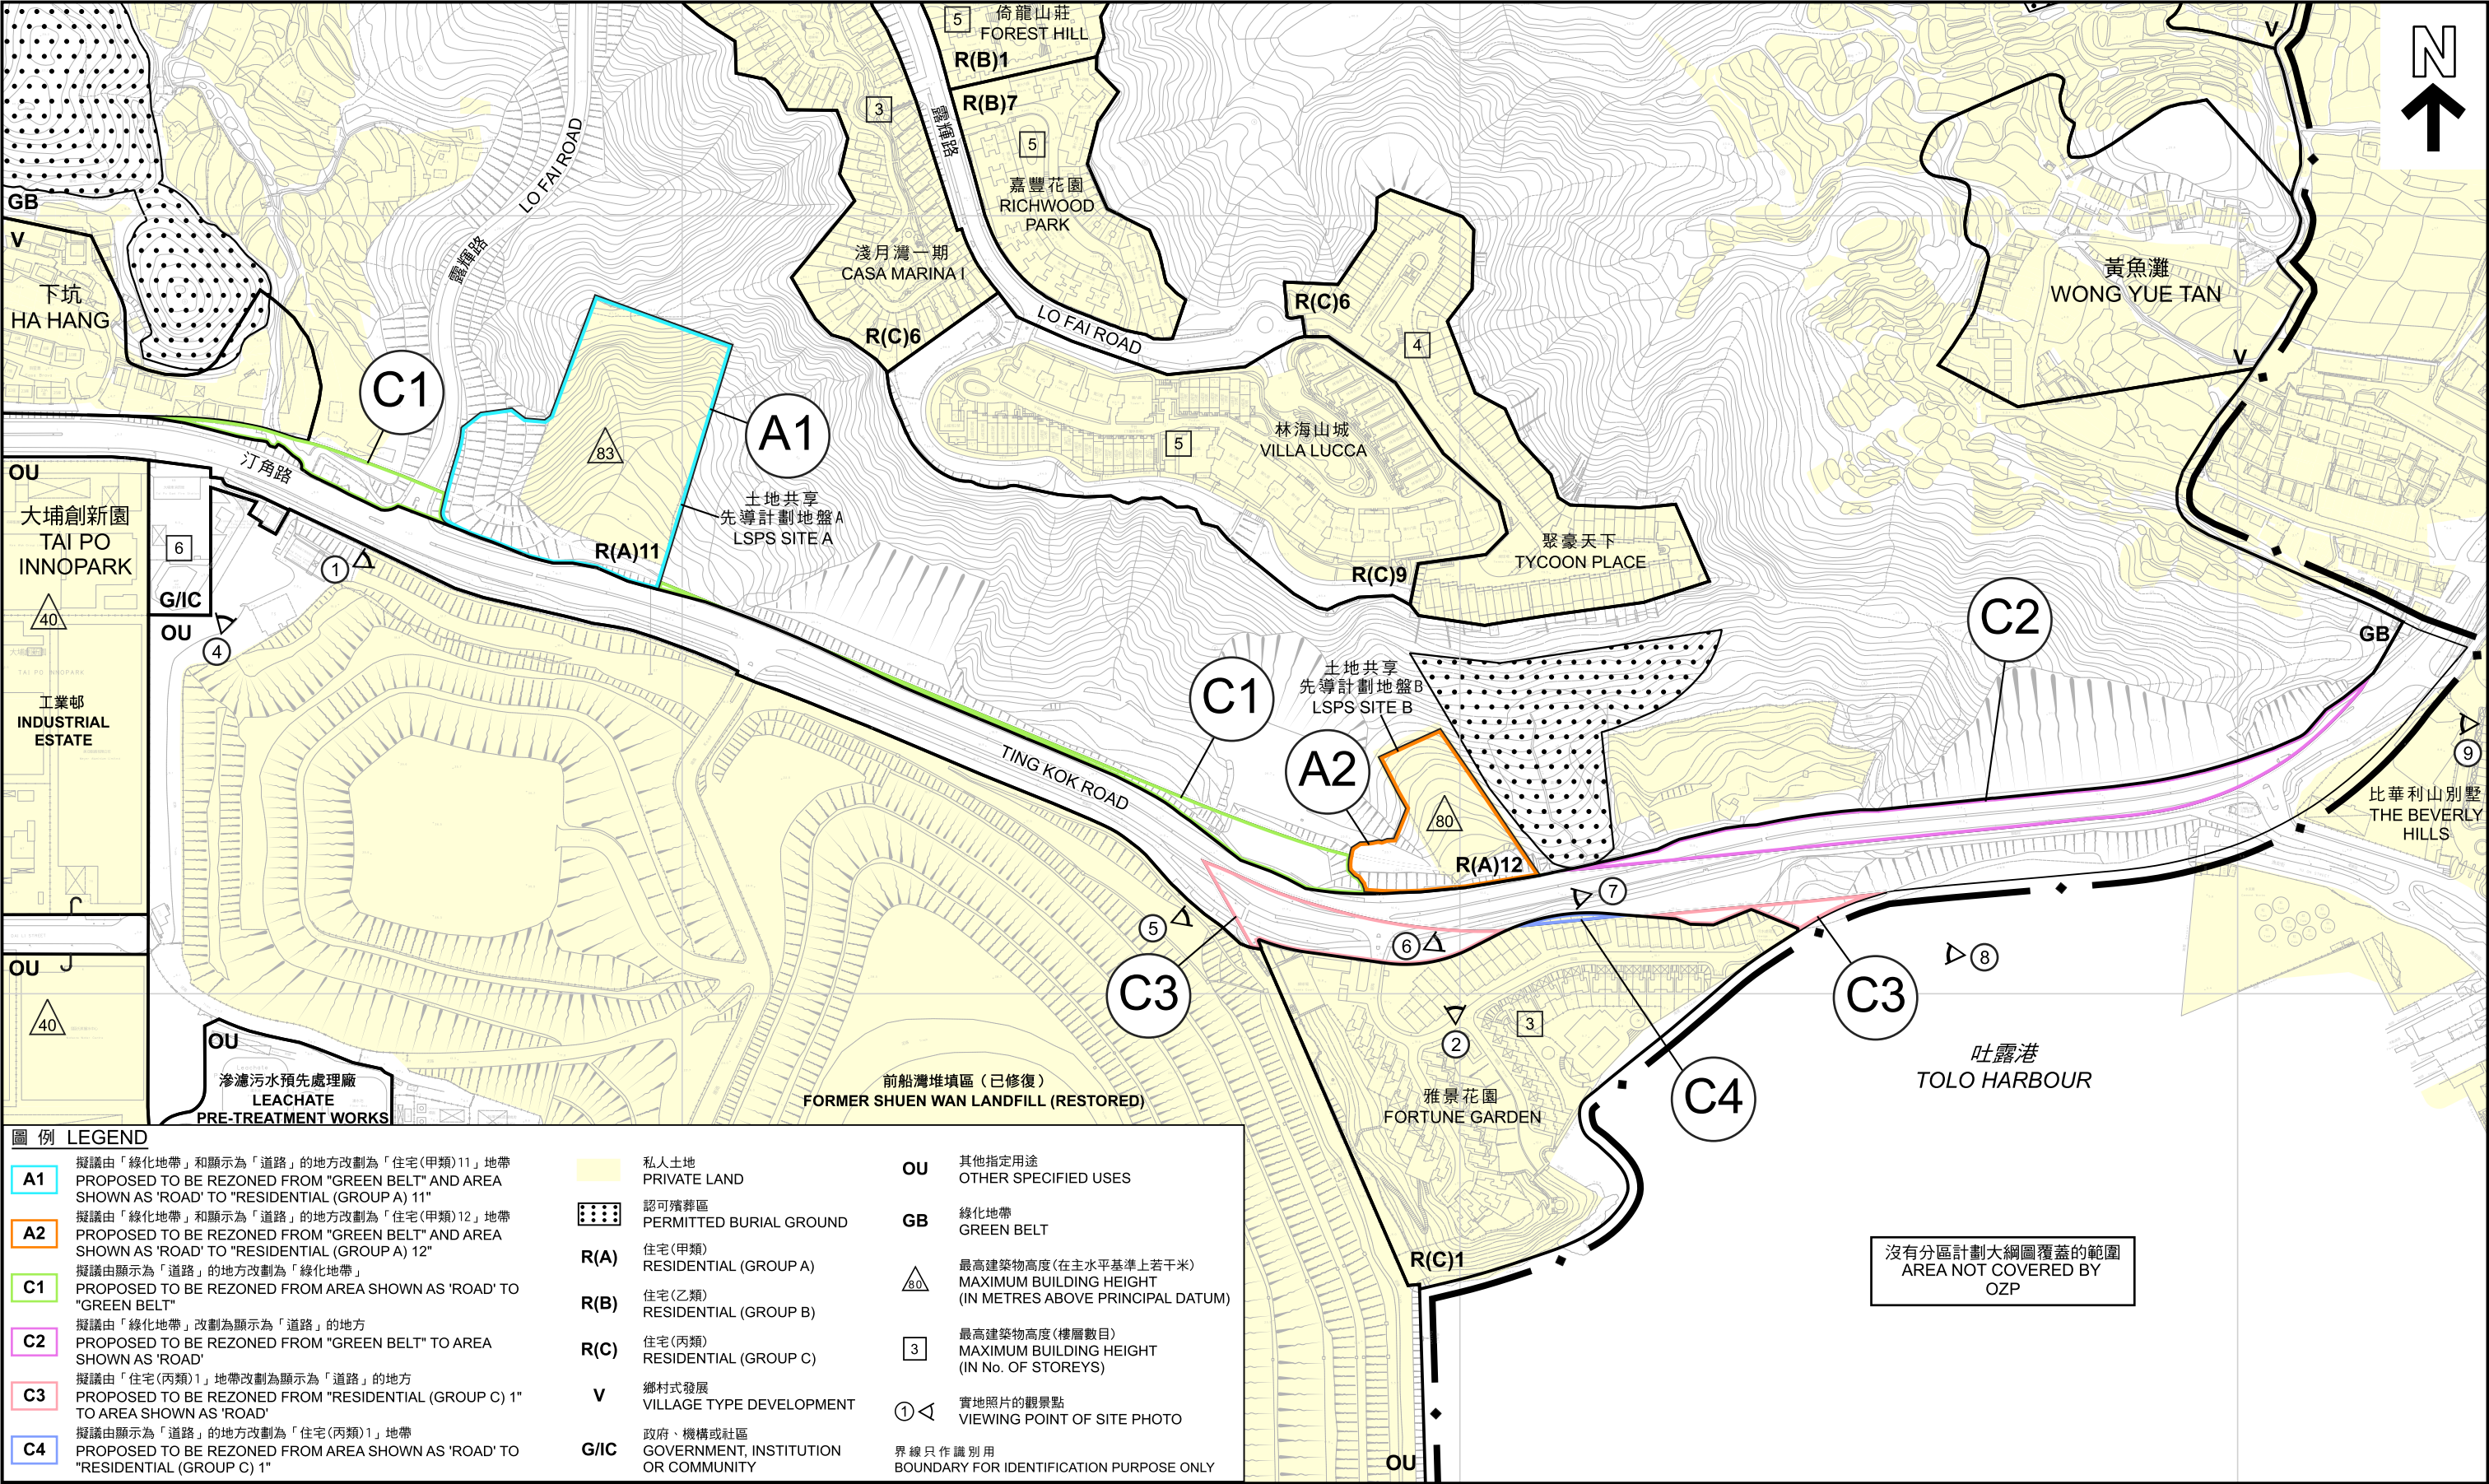 N
倚龍山莊
FOREST HILL
5
R(B)1
R(B)7
5
嘉豐花園
RICHWOOD
PARK
露輝路
3
淺月灣一期
CASA MARINA I
R(C)6
LO FAI ROAD
露輝路
LO FAI ROAD
GB
V
下坑
HA HANG
C1
A1
83
土地共享
先導計劃地盤A
LSPS SITE A
R(A)11
汀角路
V
黃魚灘
WONG YUE TAN
V
R(C)6
4
林海山城
VILLA LUCCA
5
R(C)9
聚豪天下
TYCOON PLACE
OU
大埔創新園
TAI PO
INNOPARK
40
6
G/IC
OU
1
4
大埔創新園
TAI PO INNOPARK
工業邨
INDUSTRIAL
ESTATE
C2
GB
C1
土地共享
先導計劃地盤B
LSPS SITE B
A2
80
R(A)12
TING KOK ROAD
9
比華利山別墅
THE BEVERLY
HILLS
7
5
6
8
C3
C3
C4
2
3
雅景花園
FORTUNE GARDEN
R(C)1
OU
吐露港
TOLO HARBOUR
OU
40
OU
滲濾污水預先處理廠
LEACHATE
PRE-TREATMENT WORKS
前船灣堆填區（已修復）
FORMER SHUEN WAN LANDFILL (RESTORED)
沒有分區計劃大綱圖覆蓋的範圍
AREA NOT COVERED BY
OZP
圖 例 LEGEND
A1
擬議由「綠化地帶」和顯示為「道路」的地方改劃為「住宅(甲類)11」地帶
PROPOSED TO BE REZONED FROM "GREEN BELT" AND AREA
SHOWN AS 'ROAD' TO "RESIDENTIAL (GROUP A) 11"
A2
擬議由「綠化地帶」和顯示為「道路」的地方改劃為「住宅(甲類)12」地帶
PROPOSED TO BE REZONED FROM "GREEN BELT" AND AREA
SHOWN AS 'ROAD' TO "RESIDENTIAL (GROUP A) 12"
C1
擬議由顯示為「道路」的地方改劃為「綠化地帶」
PROPOSED TO BE REZONED FROM AREA SHOWN AS 'ROAD' TO
"GREEN BELT"
C2
擬議由「綠化地帶」改劃為顯示為「道路」的地方
PROPOSED TO BE REZONED FROM "GREEN BELT" TO AREA
SHOWN AS 'ROAD'
C3
擬議由「住宅(丙類)1」地帶改劃為顯示為「道路」的地方
PROPOSED TO BE REZONED FROM "RESIDENTIAL (GROUP C) 1"
TO AREA SHOWN AS 'ROAD'
C4
擬議由顯示為「道路」的地方改劃為「住宅(丙類)1」地帶
PROPOSED TO BE REZONED FROM AREA SHOWN AS 'ROAD' TO
"RESIDENTIAL (GROUP C) 1"
私人土地
PRIVATE LAND
認可殯葬區
PERMITTED BURIAL GROUND
R(A)
住宅(甲類)
RESIDENTIAL (GROUP A)
R(B)
住宅(乙類)
RESIDENTIAL (GROUP B)
R(C)
住宅(丙類)
RESIDENTIAL (GROUP C)
V
鄉村式發展
VILLAGE TYPE DEVELOPMENT
G/IC
政府、機構或社區
GOVERNMENT, INSTITUTION
OR COMMUNITY
OU
其他指定用途
OTHER SPECIFIED USES
GB
綠化地帶
GREEN BELT
80
最高建築物高度(在主水平基準上若干米)
MAXIMUM BUILDING HEIGHT
(IN METRES ABOVE PRINCIPAL DATUM)
3
最高建築物高度(樓層數目)
MAXIMUM BUILDING HEIGHT
(IN No. OF STOREYS)
1
實地照片的觀景點
VIEWING POINT OF SITE PHOTO
界線只作識別用
BOUNDARY FOR IDENTIFICATION PURPOSE ONLY